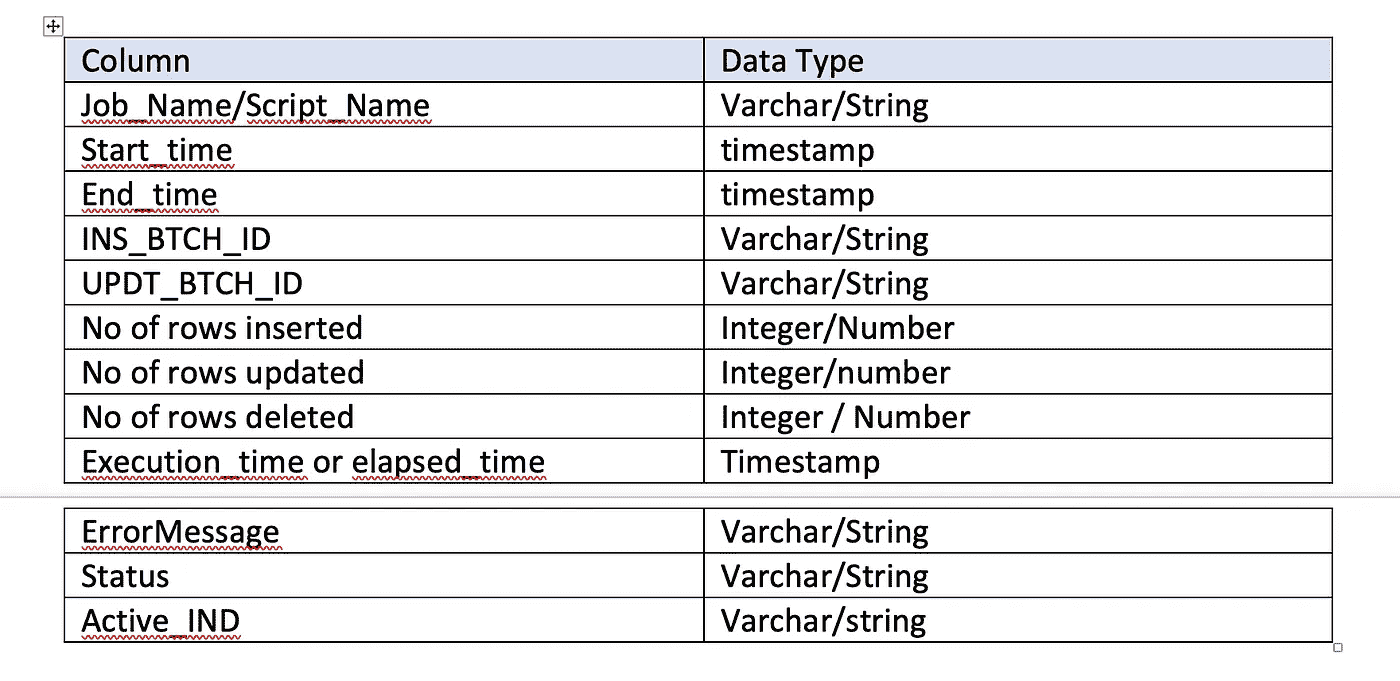 Column Data Type
Job_Name/Script_Name Varchar/String
Start_time timestamp
End_time timestamp
INS_BTCH_ID Varchar/String
UPDT_BTCH_ID Varchar/String
No of rows inserted Integer/Number
No of rows updated Integer/number
No of rows deleted Integer / Number
Execution_time or elapsed_time Timestamp
ErrorMessage Varchar/String
Status Varchar/String
Active_IND Varchar/string